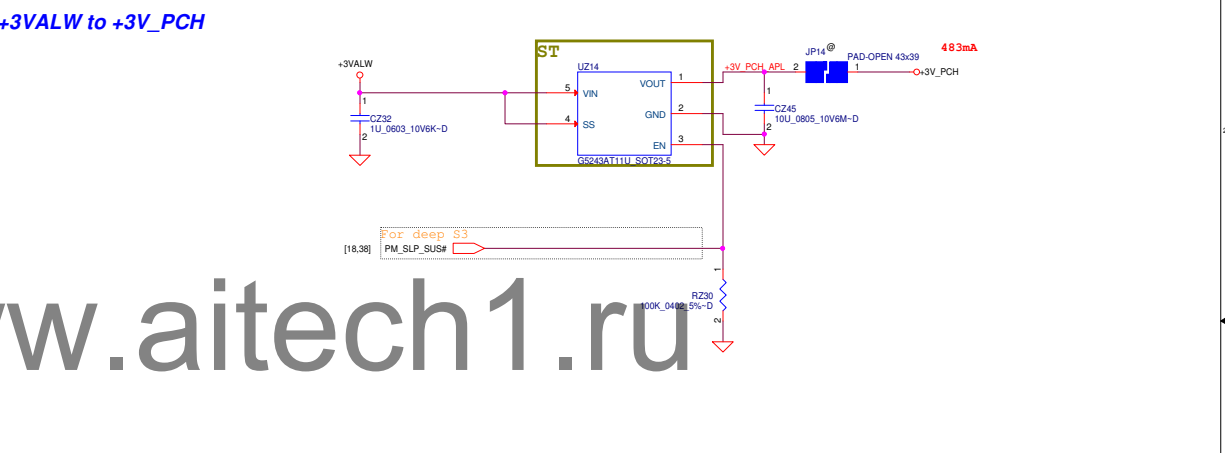 +3VALW to +3V_PCH
+3VALW
1
CZ32
1U_0603_10V6K~D
2
ST
UZ14
5 VIN
4 SS
VOUT 1
GND 2
EN 3
G5243AT11U_SOT23-5
+3V_PCH_APL
2 JP14 @ 1
PAD-OPEN 43x39
483mA
+3V_PCH
1
CZ45
10U_0805_10V6M~D
2
For deep S3
[18,38] PM_SLP_SUS#
1
RZ30
100K_0402_5%~D
2
w.aitech1.ru